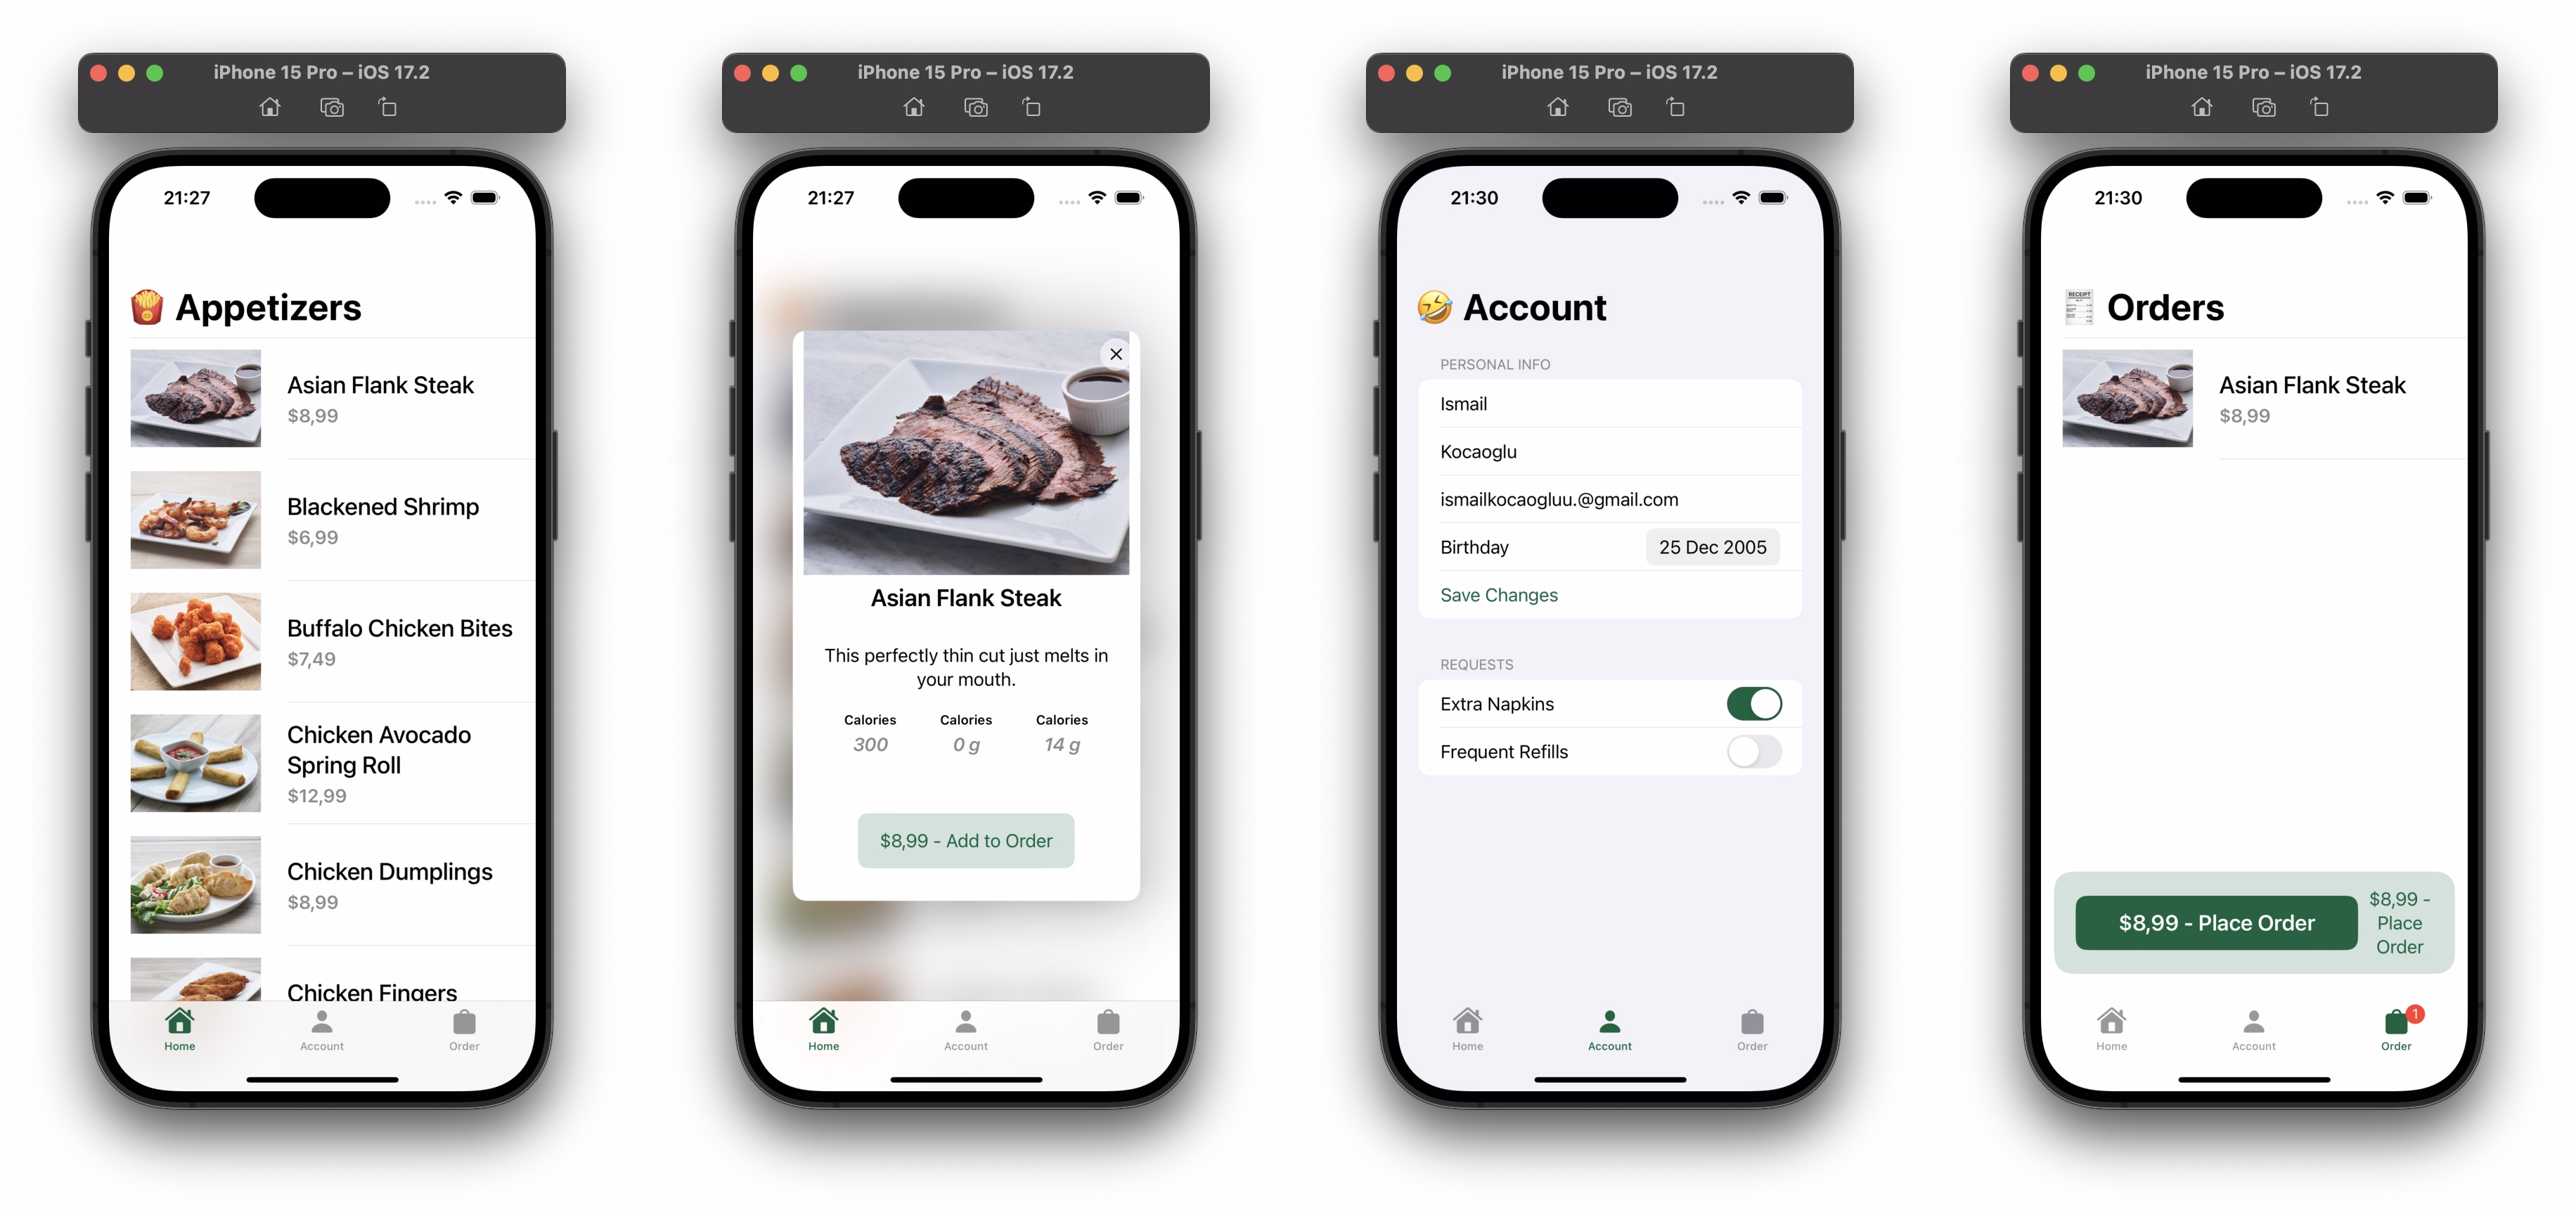 iPhone 15 Pro – iOS 17.2
21:27
Appetizers
Asian Flank Steak
$8,99
Blackened Shrimp
$6,99
Buffalo Chicken Bites
$7,49
Chicken Avocado
Spring Roll
$12,99
Chicken Dumplings
$8,99
Chicken Fingers
Home
Account
Order
iPhone 15 Pro – iOS 17.2
21:27
Asian Flank Steak
This perfectly thin cut just melts in
your mouth.
Calories
Calories
Calories
300
0 g
14 g
$8,99 - Add to Order
Home
Account
Order
iPhone 15 Pro – iOS 17.2
21:30
Account
PERSONAL INFO
Ismail
Kocaoglu
ismailkocaogluu.@gmail.com
Birthday
25 Dec 2005
Save Changes
REQUESTS
Extra Napkins
Frequent Refills
Home
Account
Order
iPhone 15 Pro – iOS 17.2
21:30
RECEIPT
Orders
Asian Flank Steak
$8,99
$8,99 - Place Order
$8,99 -
Place
Order
Home
Account
1
Order